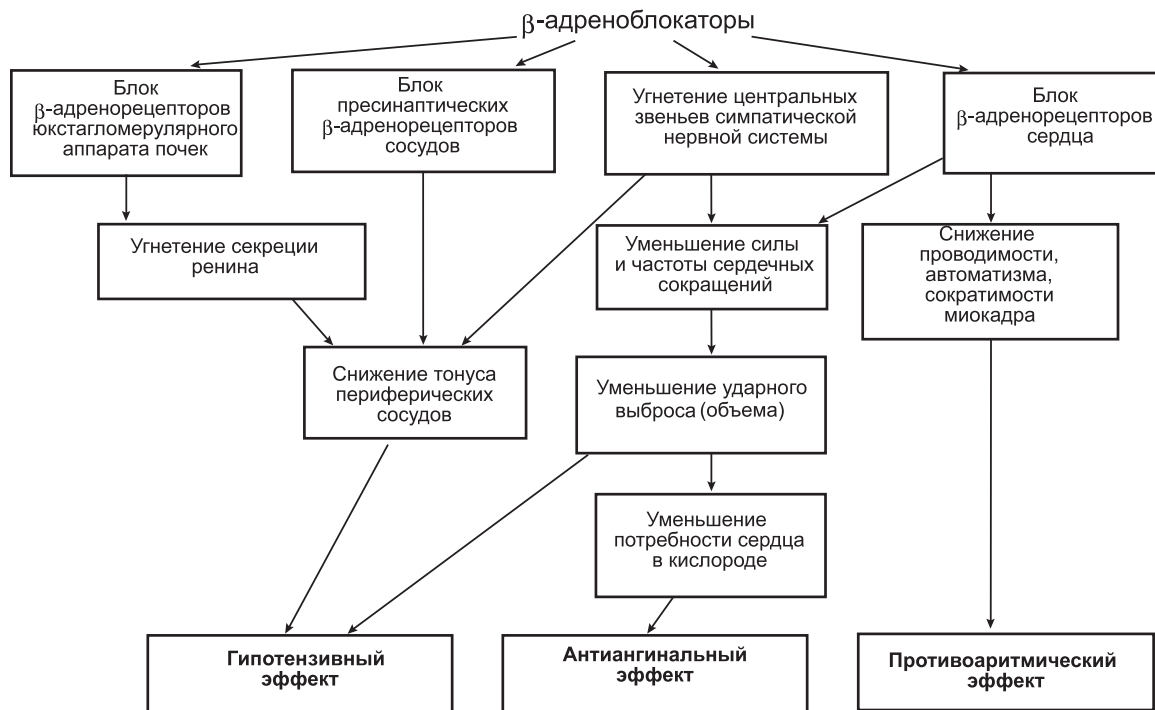 β-адреноблокаторы
Блок
β-адренорецепторов
юкстагломерулярного
аппарата почек
Блок
пресинаптических
β-адренорецепторов
сосудов
Угнетение центральных
звеньев симпатической
нервной системы
Блок
β-адренорецепторов
сердца
Угнетение секреции
ренина
Уменьшение силы
и частоты сердечных
сокращений
Снижение
проводимости,
автоматизма,
сократимости
миокадра
Снижение тонуса
периферических
сосудов
Уменьшение ударного
выброса (объема)
Уменьшение
потребности сердца
в кислороде
Гипотензивный
эффект
Антиангинальный
эффект
Противоаритмический
эффект